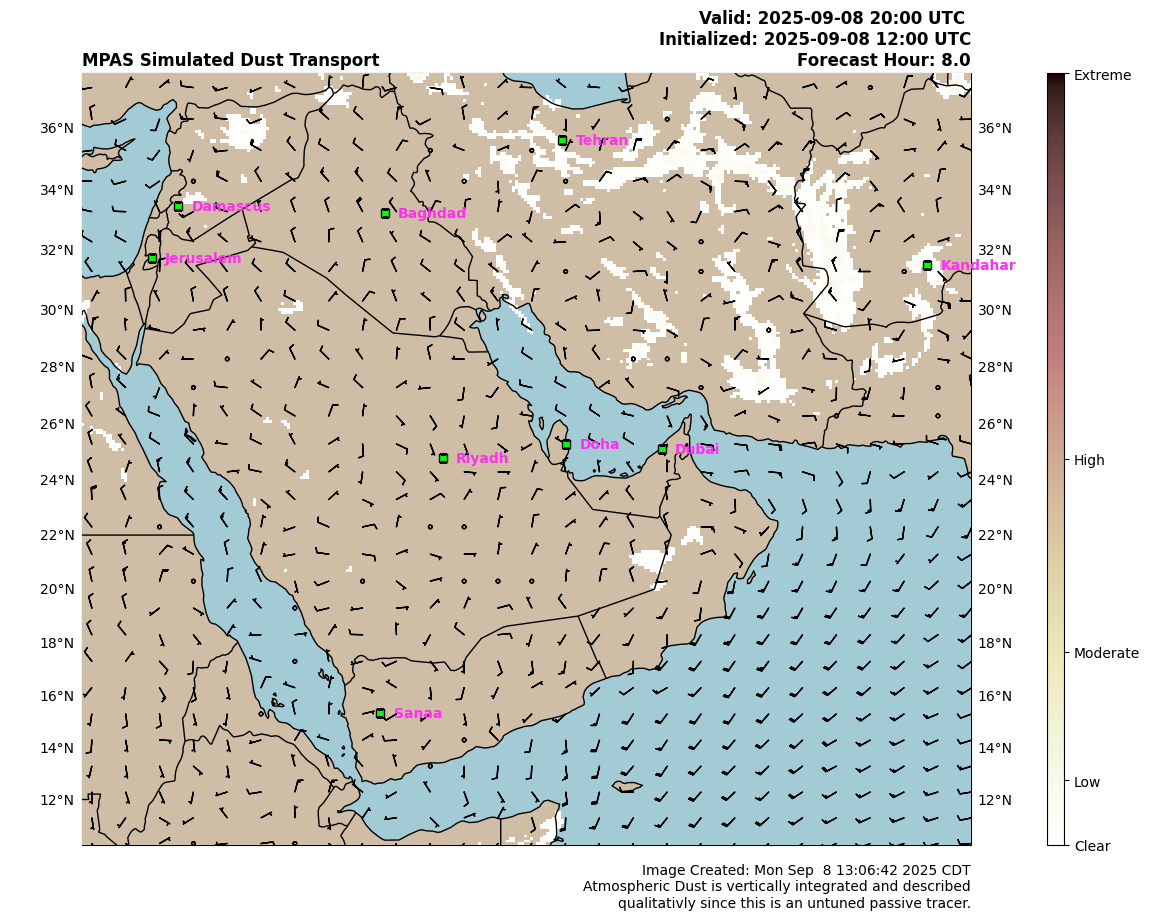 Valid: 2025-09-08 20:00 UTC
Initialized: 2025-09-08 12:00 UTC
MPAS Simulated Dust Transport
Forecast Hour: 8.0
Extreme
36°N
Tehran
36°N
34°N
34°N
Damascus
Baghdad
32°N
32°N
Jerusalem
Kandahar
30°N
30°N
28°N
28°N
26°N
26°N
Doha
Dubai
Riyadh
High
24°N
24°N
22°N
22°N
20°N
20°N
18°N
18°N
Moderate
16°N
16°N
Sanaa
14°N
14°N
Low
12°N
12°N
Clear
Image Created: Mon Sep  8 13:06:42 2025 CDT
Atmospheric Dust is vertically integrated and described
qualitativly since this is an untuned passive tracer.